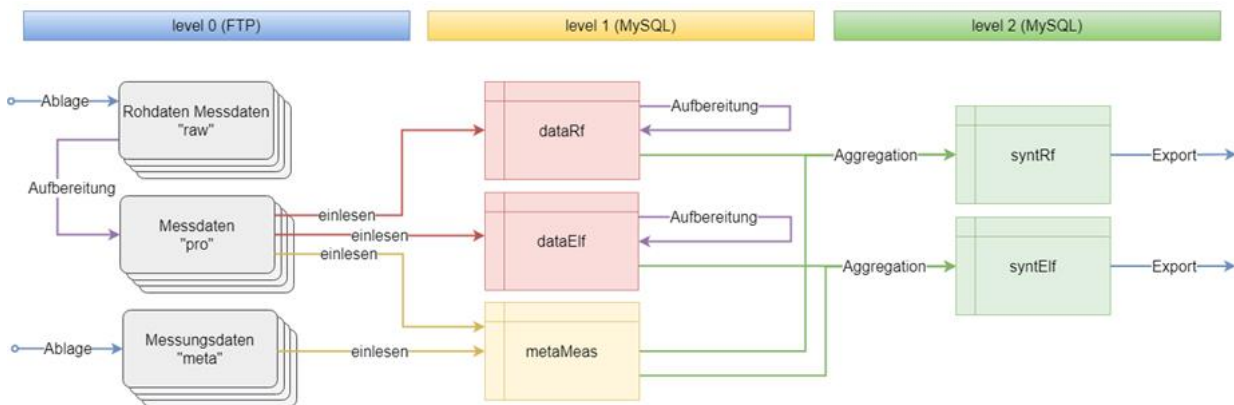 level 0 (FTP)
level 1 (MySQL)
level 2 (MySQL)
Ablage
Rohdaten Messdaten
"raw"
Aufbereitung
Messdaten
"pro"
einlesen
einlesen
einlesen
Ablage
Messungsdaten
"meta"
einlesen
dataRf
Aufbereitung
dataElf
Aufbereitung
metaMeas
Aggregation
syntRf
Export
Aggregation
syntElf
Export